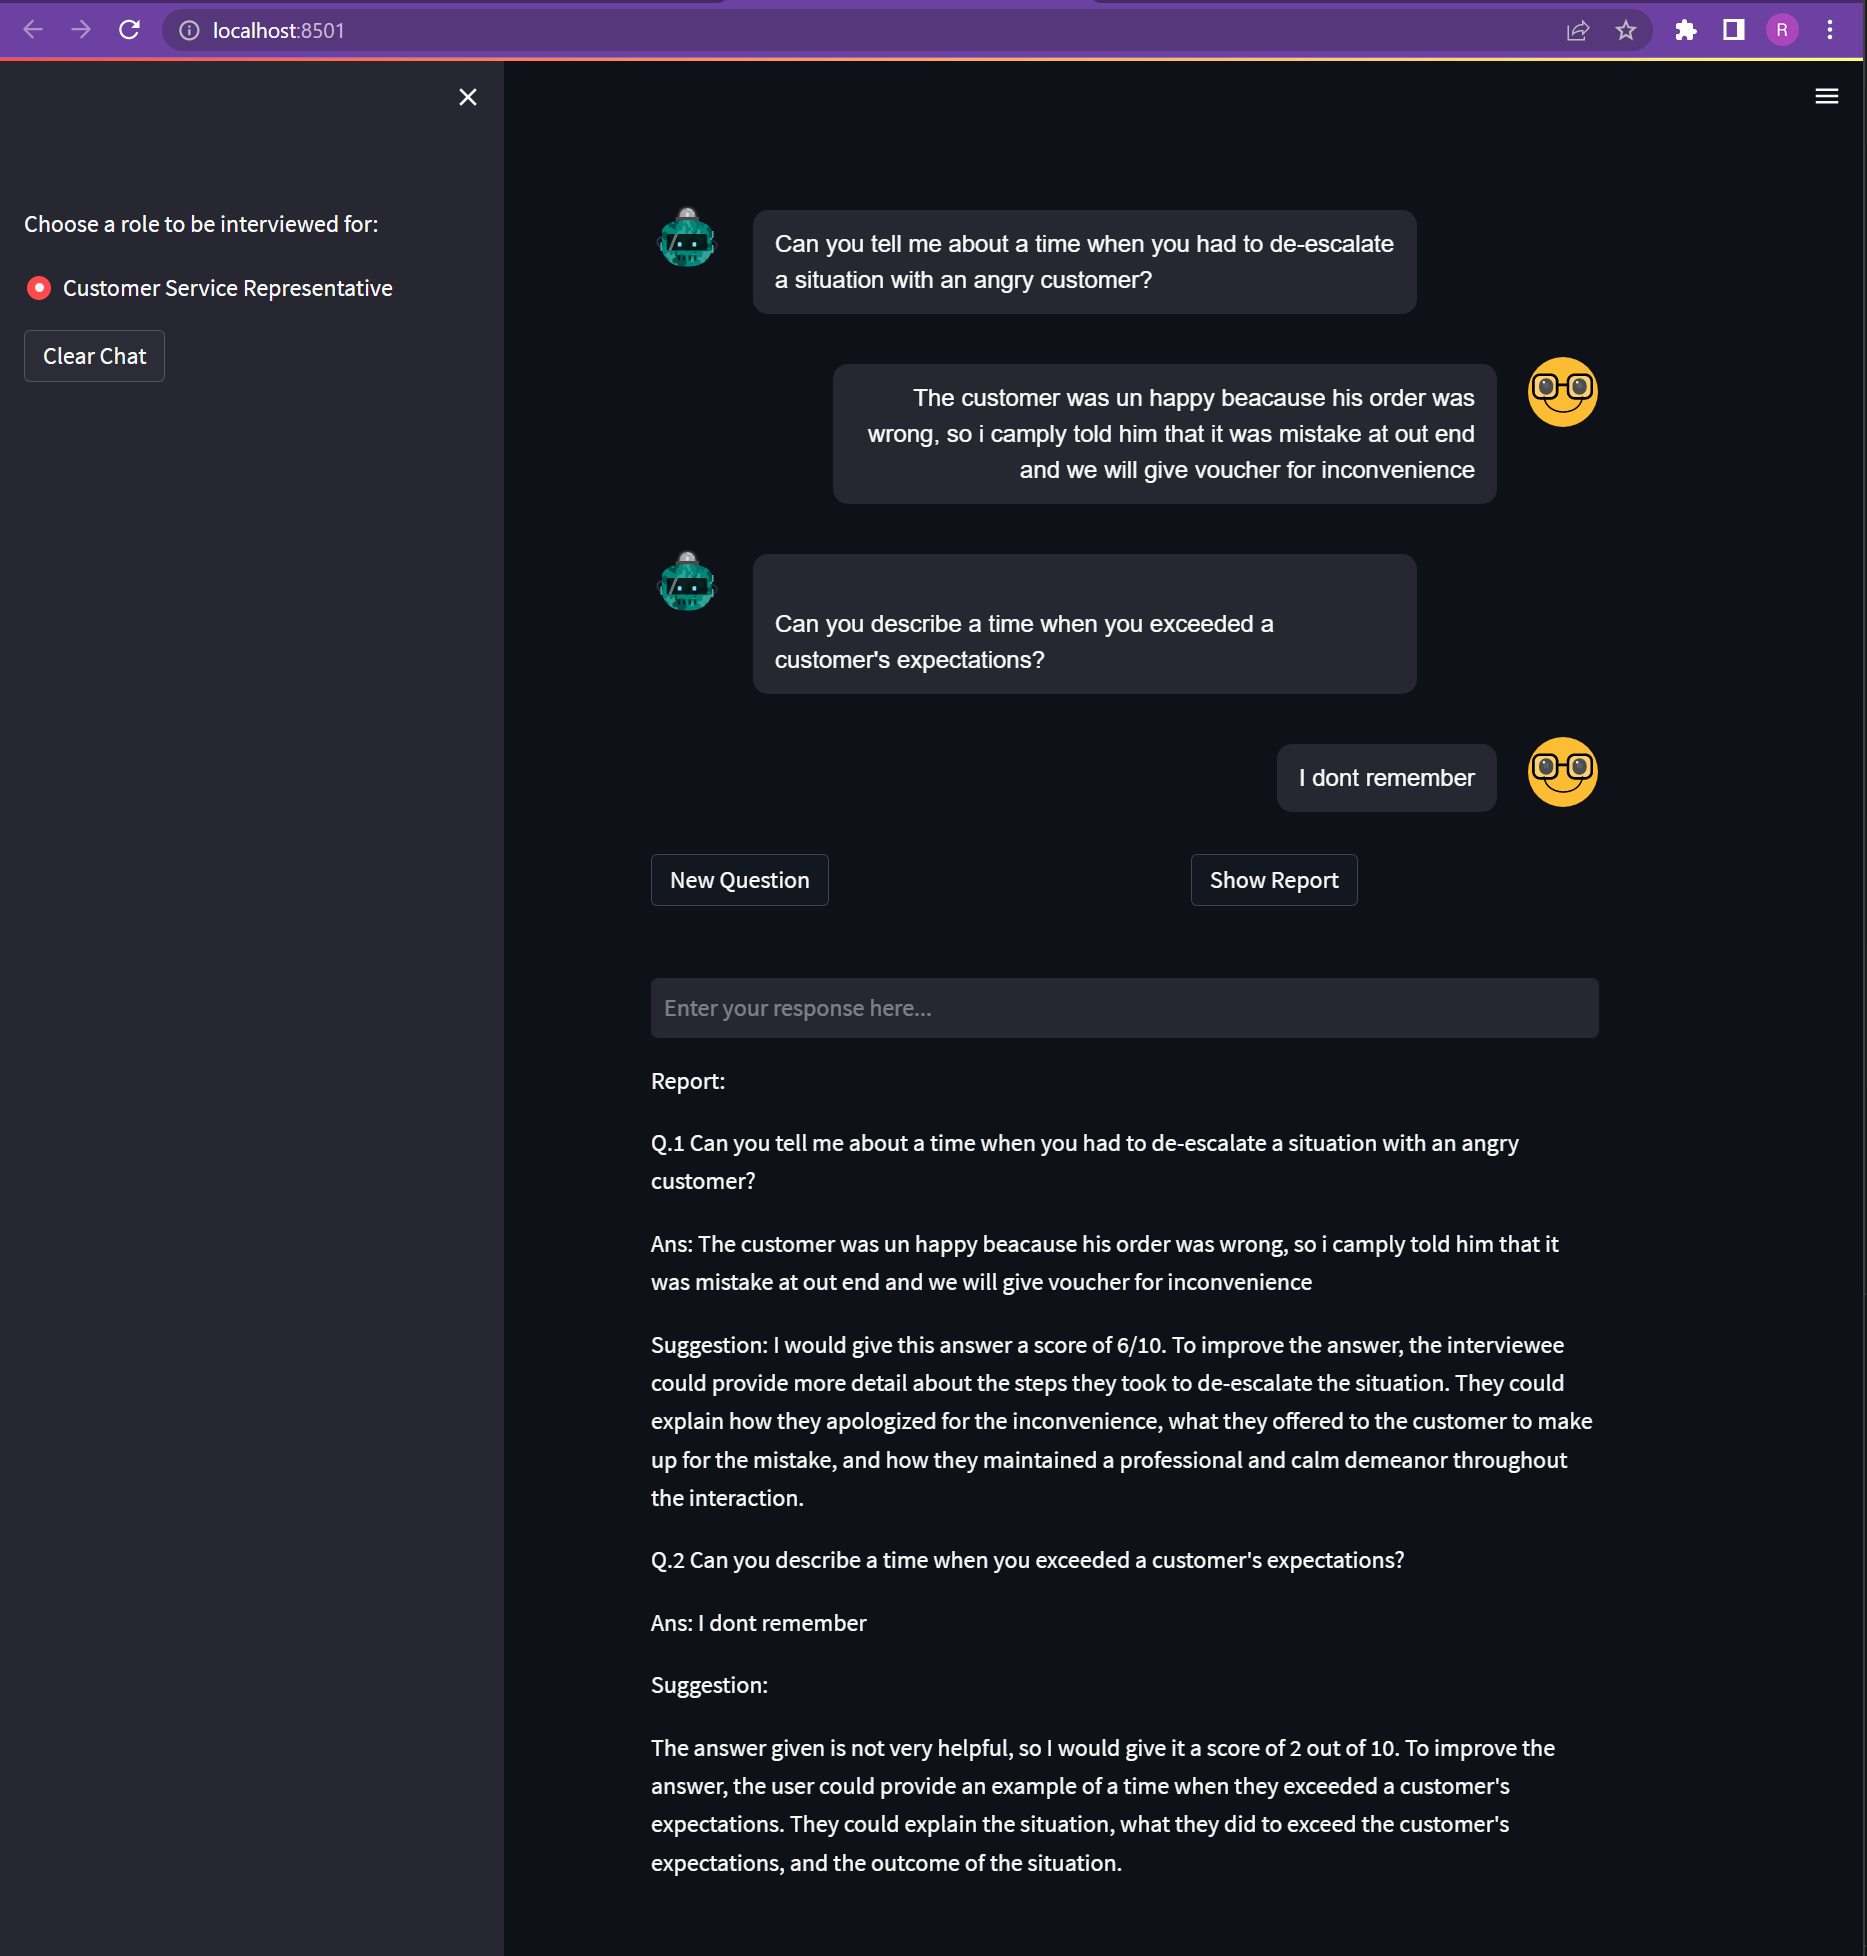 localhost:8501
R
Choose a role to be interviewed for:
Customer Service Representative
Clear Chat
Can you tell me about a time when you had to de-escalate
a situation with an angry customer?
The customer was un happy beacause his order was
wrong, so i camply told him that it was mistake at out end
and we will give voucher for inconvenience
Can you describe a time when you exceeded a
customer's expectations?
I dont remember
New Question
Show Report
Enter your response here...
Report:
Q.1 Can you tell me about a time when you had to de-escalate a situation with an angry
customer?
Ans: The customer was un happy beacause his order was wrong, so i camply told him that it
was mistake at out end and we will give voucher for inconvenience
Suggestion: I would give this answer a score of 6/10. To improve the answer, the interviewee
could provide more detail about the steps they took to de-escalate the situation. They could
explain how they apologized for the inconvenience, what they offered to the customer to make
up for the mistake, and how they maintained a professional and calm demeanor throughout
the interaction.
Q.2 Can you describe a time when you exceeded a customer's expectations?
Ans: I dont remember
Suggestion:
The answer given is not very helpful, so I would give it a score of 2 out of 10. To improve the
answer, the user could provide an example of a time when they exceeded a customer's
expectations. They could explain the situation, what they did to exceed the customer's
expectations, and the outcome of the situation.